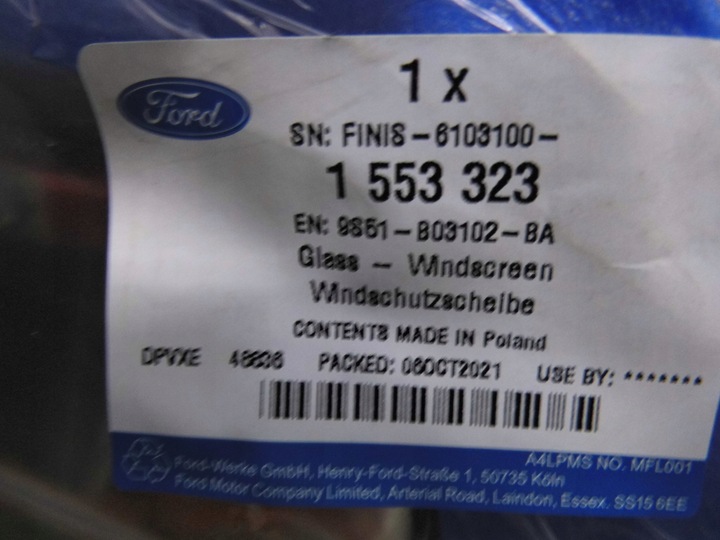 Ford
1 x
SN: FINIS-6103100-
1 553 323
EN: 9S51-B03102-BA
Glass - Windscreen
Windschutzscheibe
CONTENTS MADE IN Poland
DPVXE 46636 PACKED: 06OCT2021 USE BY: *******
A4LPMS NO. MFL001
Ford-Werke GmbH, Henry-Ford-Straße 1, 50735 Köln
Ford Motor Company Limited, Arterial Road, Laindon, Essex. SS15 6EE